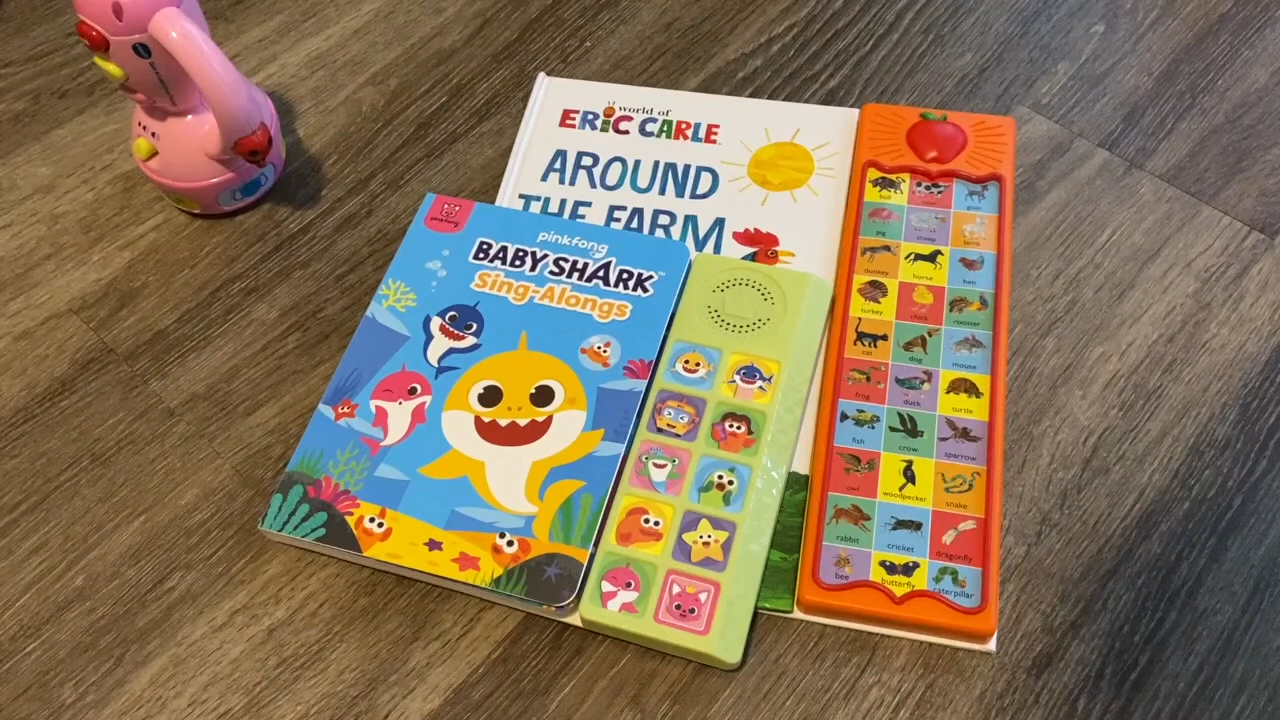 world of
ERIC CARLE™
AROUND
THE FARM
pinkfong
pinkfong
BABY SHARK™
Sing-Alongs
bull
cow
goat
pig
sheep
lamb
donkey
horse
hen
turkey
chick
rooster
cat
dog
mouse
frog
duck
turtle
fish
crow
sparrow
owl
woodpecker
snake
rabbit
cricket
dragonfly
bee
butterfly
caterpillar